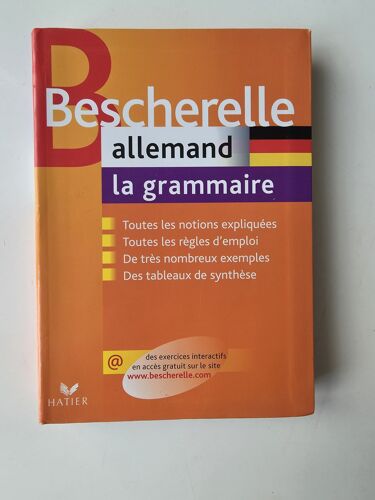 B
Bescherelle
allemand
la grammaire
Toutes les notions expliquées
Toutes les règles d'emploi
De très nombreux exemples
Des tableaux de synthèse
@ des exercices interactifs
en accès gratuit sur le site
www.bescherelle.com
HATIER